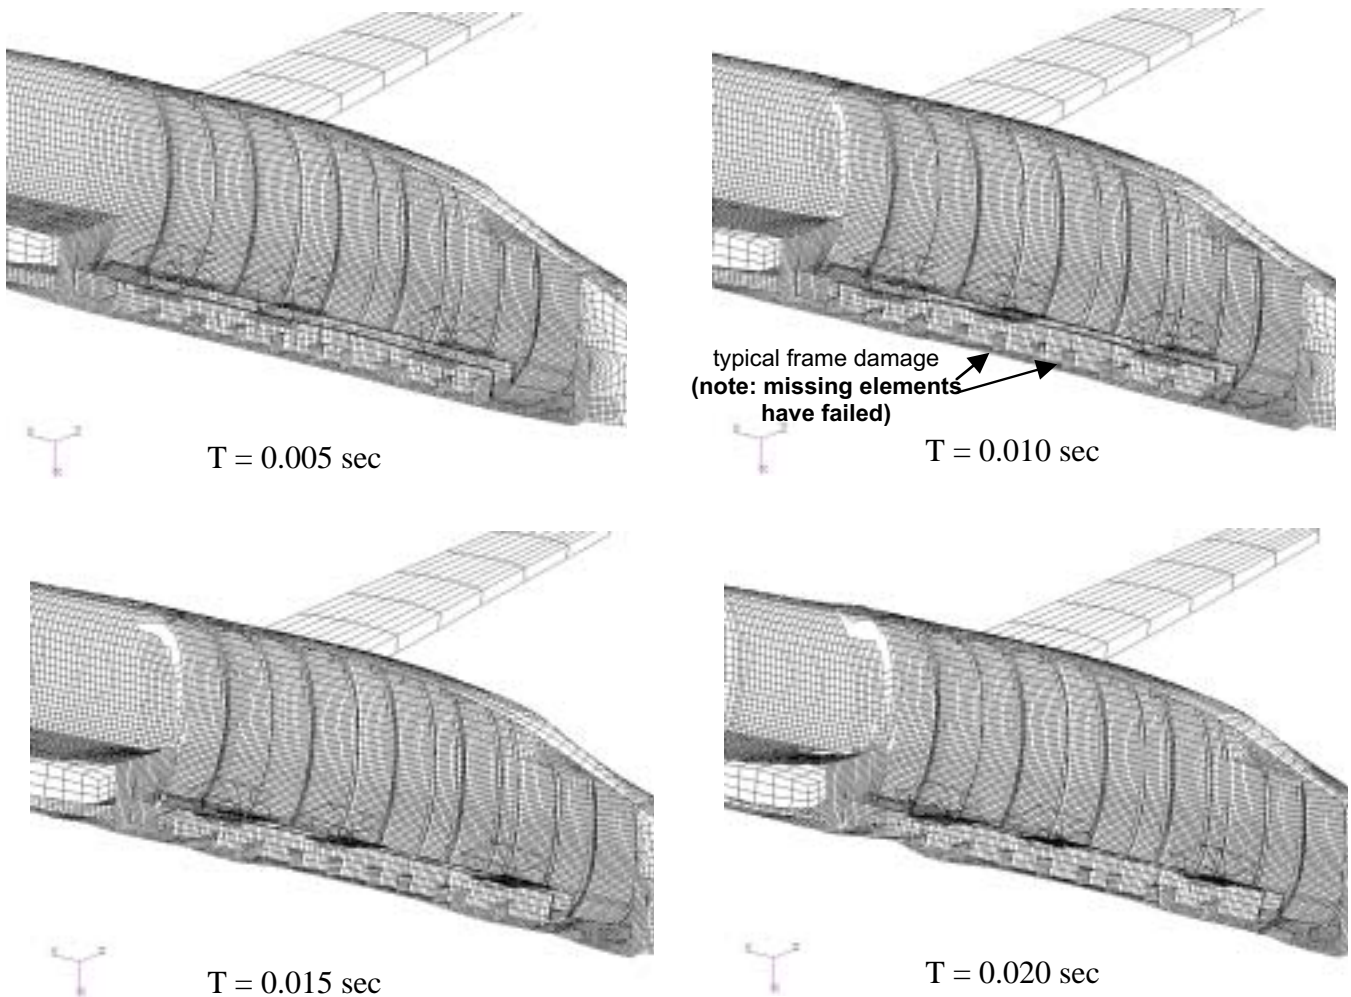 T = 0.005 sec
typical frame damage
(note: missing elements
have failed)
T = 0.010 sec
T = 0.015 sec
T = 0.020 sec